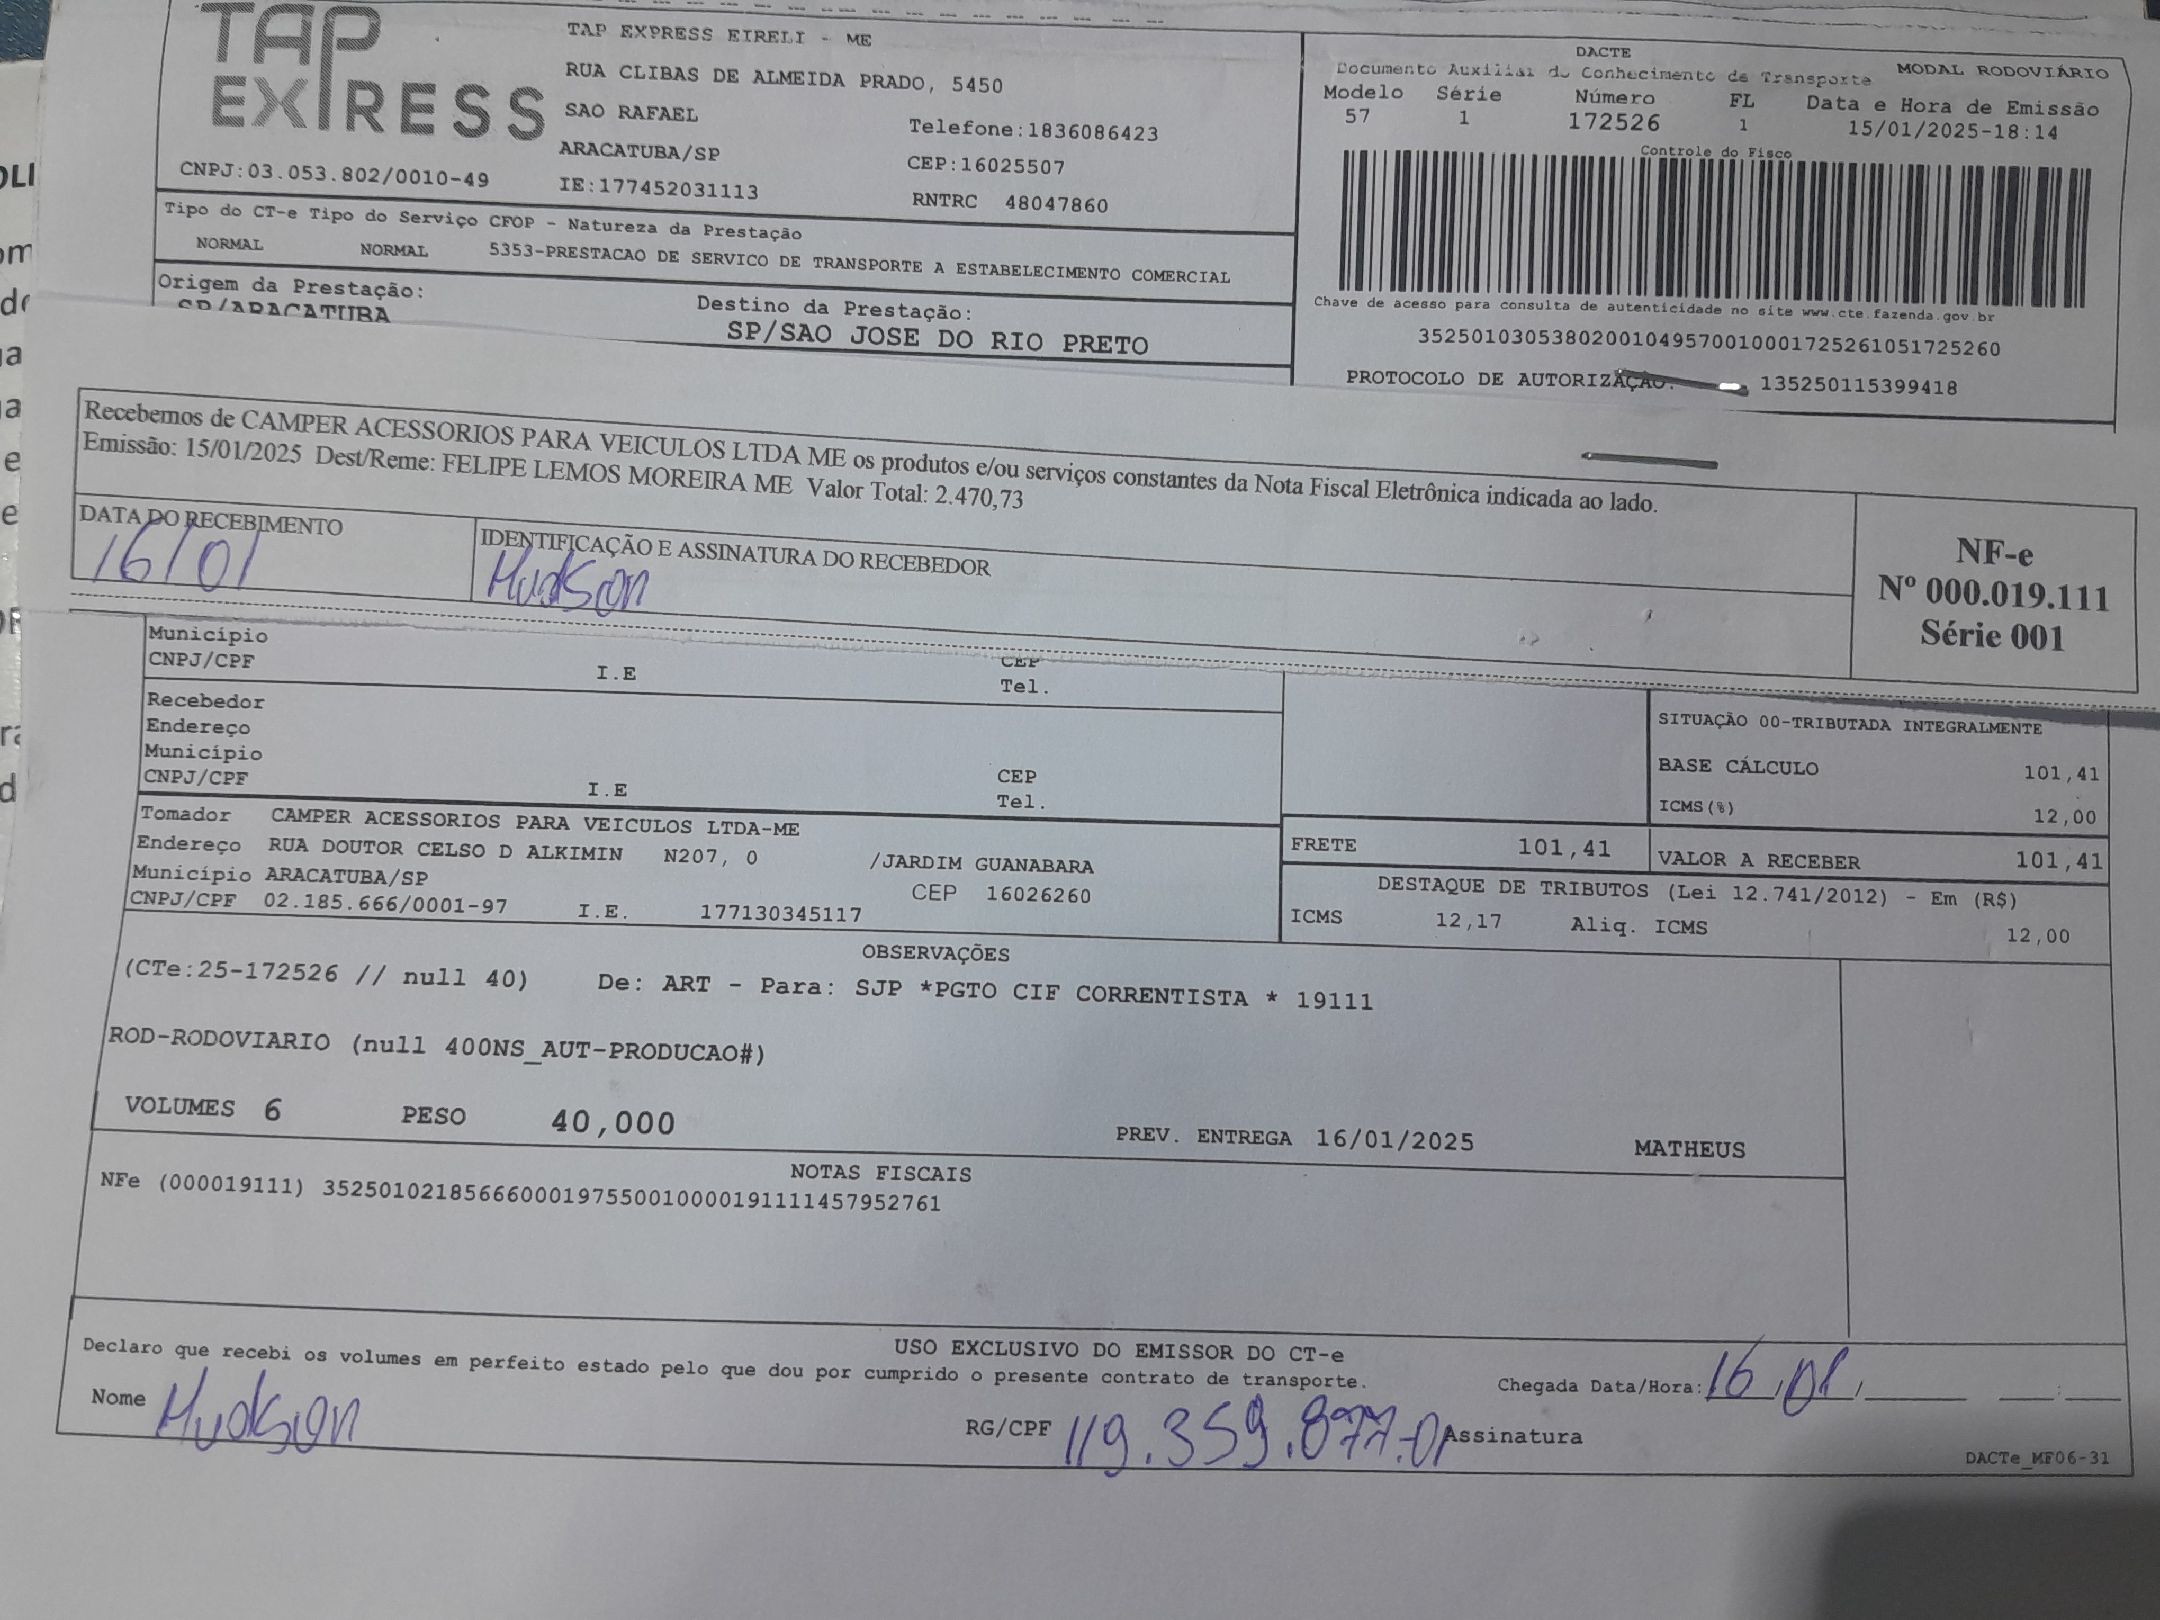 TAP
EXPRESS
TAP EXPRESS EIRELI - ME
RUA CLIBAS DE ALMEIDA PRADO, 5450
SAO RAFAEL
Telefone:1836086423
ARACATUBA/SP
CEP:16025507
CNPJ:03.053.802/0010-49
IE:177452031113
RNTRC 48047860
DACTE
Documento Auxiliar do Conhecimento de Transporte
MODAL RODOVIÁRIO
Modelo Série Número FL Data e Hora de Emissão
57 1 172526 1 15/01/2025-18:14
Controle do Fisco
Chave de acesso para consulta de autenticidade no site www.cte.fazenda.gov.br
35250103053802001049570010001725261051725260
PROTOCOLO DE AUTORIZAÇÃO: 135250115399418
Tipo do CT-e Tipo do Serviço CFOP - Natureza da Prestação
NORMAL NORMAL 5353-PRESTACAO DE SERVICO DE TRANSPORTE A ESTABELECIMENTO COMERCIAL
Origem da Prestação:
SP/ARACATUBA
Destino da Prestação:
SP/SAO JOSE DO RIO PRETO
Recebemos de CAMPER ACESSORIOS PARA VEICULOS LTDA ME os produtos e/ou serviços constantes da Nota Fiscal Eletrônica indicada ao lado.
Emissão: 15/01/2025 Dest/Reme: FELIPE LEMOS MOREIRA ME Valor Total: 2.470,73
DATA DO RECEBIMENTO
16/01
IDENTIFICAÇÃO E ASSINATURA DO RECEBEDOR
Hudson
NF-e
Nº 000.019.111
Série 001
Município
CNPJ/CPF I.E
CEP
Tel.
Recebedor
Endereço
Município
CNPJ/CPF I.E
CEP
Tel.
SITUAÇÃO 00-TRIBUTADA INTEGRALMENTE
BASE CÁLCULO 101,41
ICMS(%) 12,00
FRETE 101,41 VALOR A RECEBER 101,41
DESTAQUE DE TRIBUTOS (Lei 12.741/2012) - Em (R$)
ICMS 12,17 Aliq. ICMS 12,00
Tomador CAMPER ACESSORIOS PARA VEICULOS LTDA-ME
Endereço RUA DOUTOR CELSO D ALKIMIN N207, 0 /JARDIM GUANABARA
Município ARACATUBA/SP CEP 16026260
CNPJ/CPF 02.185.666/0001-97 I.E. 177130345117
OBSERVAÇÕES
(CTe:25-172526 // null 40) De: ART - Para: SJP *PGTO CIF CORRENTISTA * 19111
ROD-RODOVIARIO (null 400NS_AUT-PRODUCAO#)
VOLUMES 6 PESO 40,000 PREV. ENTREGA 16/01/2025 MATHEUS
NOTAS FISCAIS
NFe (000019111) 35250102185666000197550010000191111457952761
USO EXCLUSIVO DO EMISSOR DO CT-e
Declaro que recebi os volumes em perfeito estado pelo que dou por cumprido o presente contrato de transporte.
Chegada Data/Hora: 16/01/
Nome Hudson
RG/CPF 119.359.877-01 Assinatura
DACTe_MF06-31